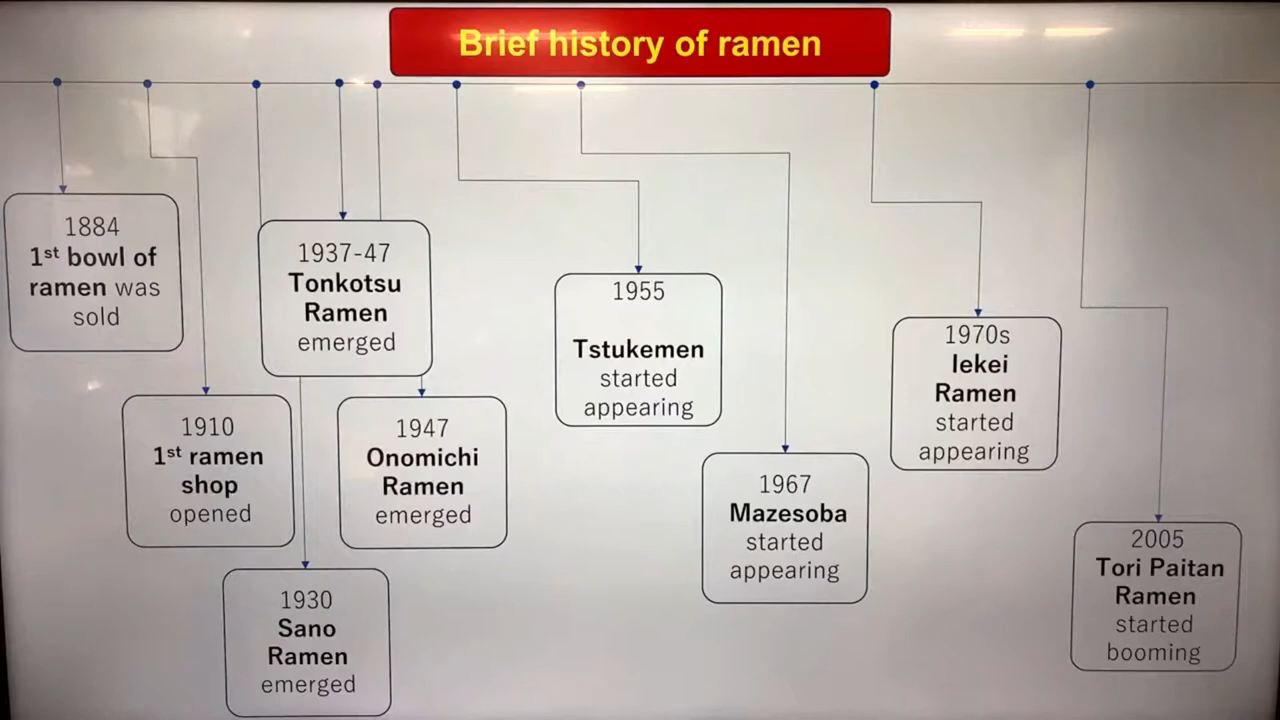 Brief history of ramen
1884
1st bowl of
ramen was
sold
1910
1st ramen
shop
opened
1930
Sano
Ramen
emerged
1937-47
Tonkotsu
Ramen
emerged
1947
Onomichi
Ramen
emerged
1955
Tstukemen
started
appearing
1967
Mazesoba
started
appearing
1970s
Iekei
Ramen
started
appearing
2005
Tori Paitan
Ramen
started
booming